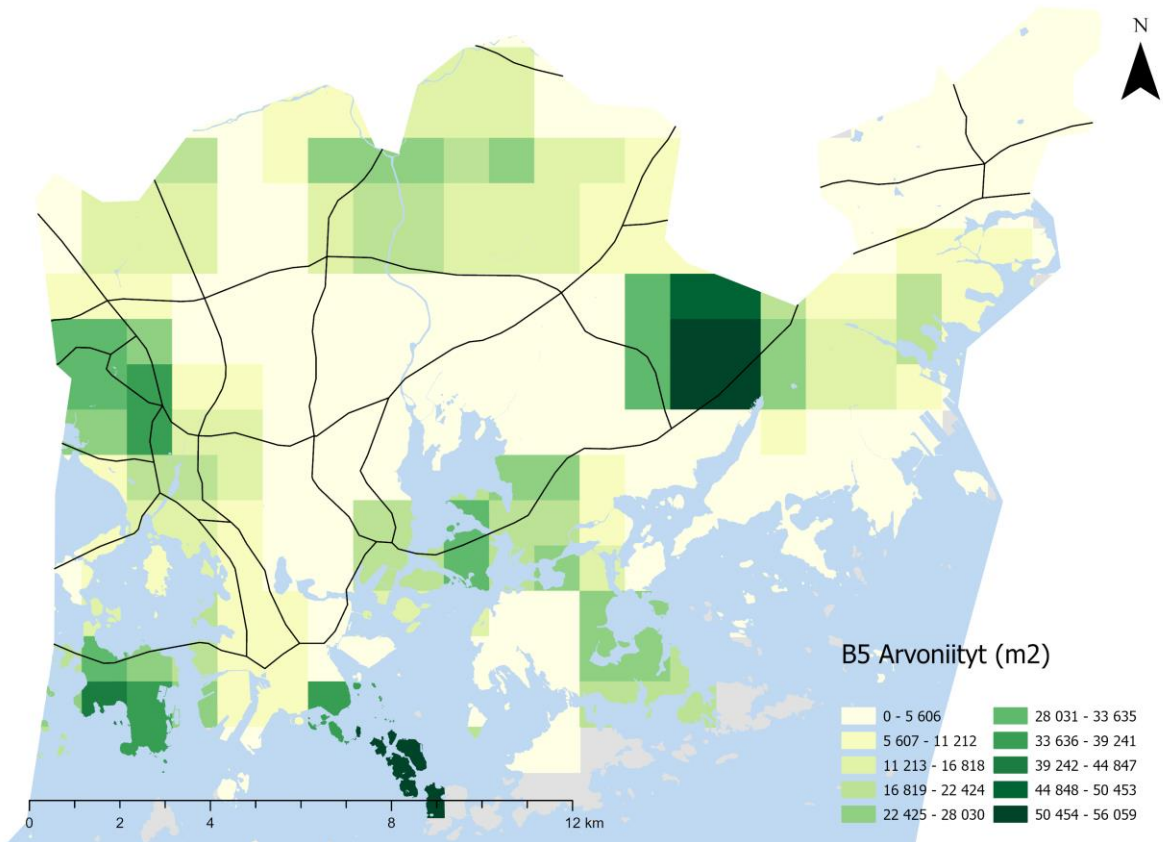 N
B5 Arvoniityt (m2)
0 - 5 606
5 607 - 11 212
11 213 - 16 818
16 819 - 22 424
22 425 - 28 030
28 031 - 33 635
33 636 - 39 241
39 242 - 44 847
44 848 - 50 453
50 454 - 56 059
0 2 4 8 12 km